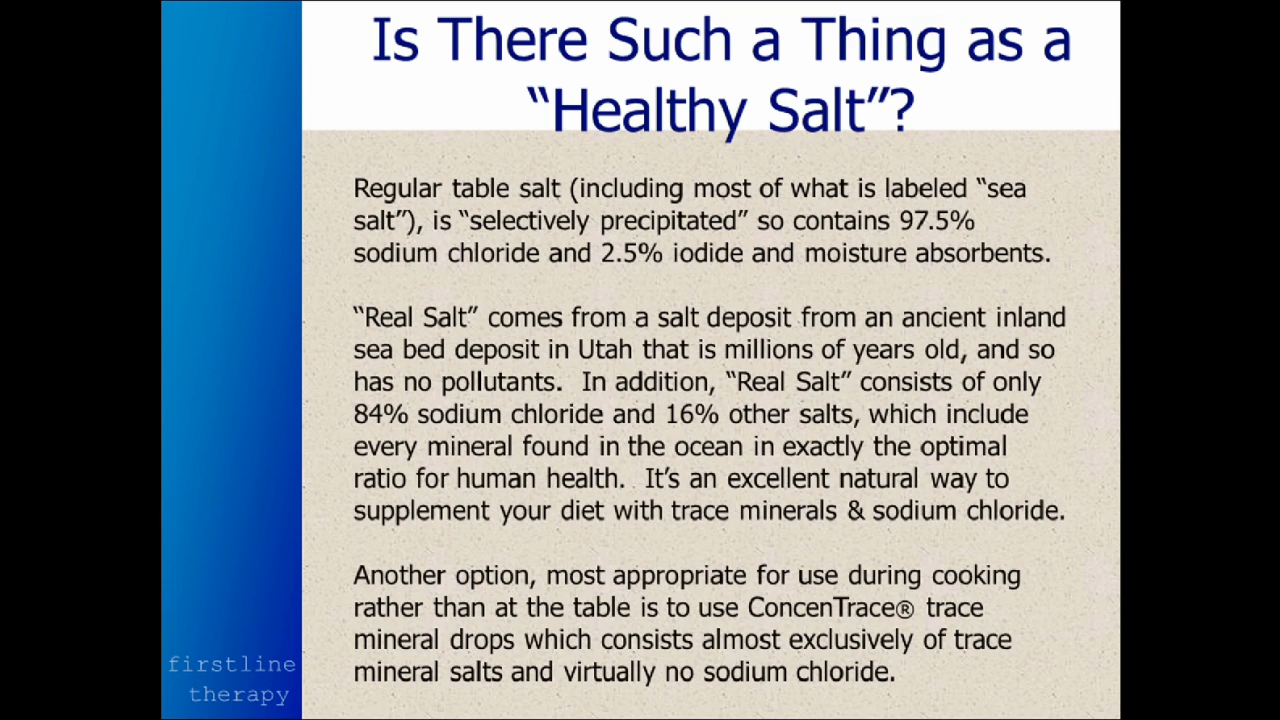 Is There Such a Thing as a
“Healthy Salt”?
Regular table salt (including most of what is labeled “sea
salt”), is “selectively precipitated” so contains 97.5%
sodium chloride and 2.5% iodide and moisture absorbents.
“Real Salt” comes from a salt deposit from an ancient inland
sea bed deposit in Utah that is millions of years old, and so
has no pollutants.  In addition, “Real Salt” consists of only
84% sodium chloride and 16% other salts, which include
every mineral found in the ocean in exactly the optimal
ratio for human health.  It’s an excellent natural way to
supplement your diet with trace minerals & sodium chloride.
Another option, most appropriate for use during cooking
rather than at the table is to use ConcenTrace® trace
mineral drops which consists almost exclusively of trace
mineral salts and virtually no sodium chloride.
firstline
therapy